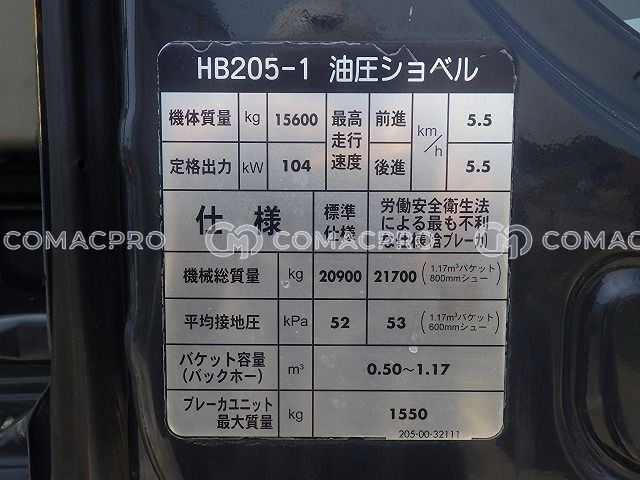 HB205-1 油圧ショベル
機体質量 kg 15600 最高走行速度 前進 km/h 5.5
定格出力 kW 104 後進 5.5
仕様 標準仕様 労働安全衛生法
による最も不利
COMACPRO COMACPRO COMACPRO
機械総質量 kg 20900 21700 (1.17m³バケット
800mmシュー)
平均接地圧 kPa 52 53 (1.17m³バケット
600mmシュー)
バケット容量
(バックホー) m³ 0.50～1.17
ブレーカユニット
最大質量 kg 1550
205-00-32111